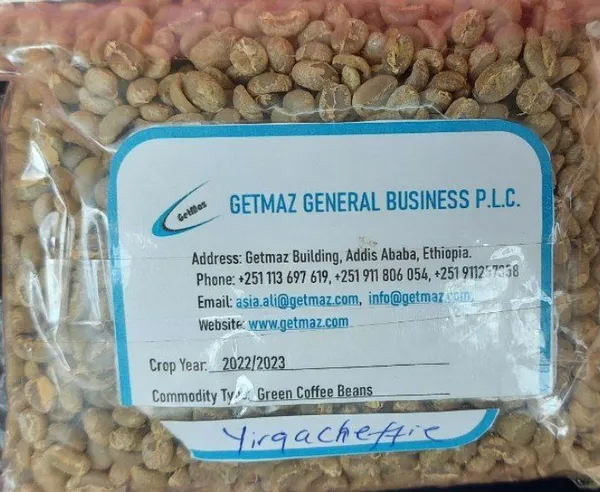 GetMaz
GETMAZ GENERAL BUSINESS P.L.C.
Address: Getmaz Building, Addis Ababa, Ethiopia.
Phone: +251 113 697 619, +251 911 806 054,
Email: asia.ali@getmaz.com, info@getmaz.com
Website: www.getmaz.com
Crop Year: 2022/2023
Commodity Type: Green Coffee Beans
Yirgacheffie